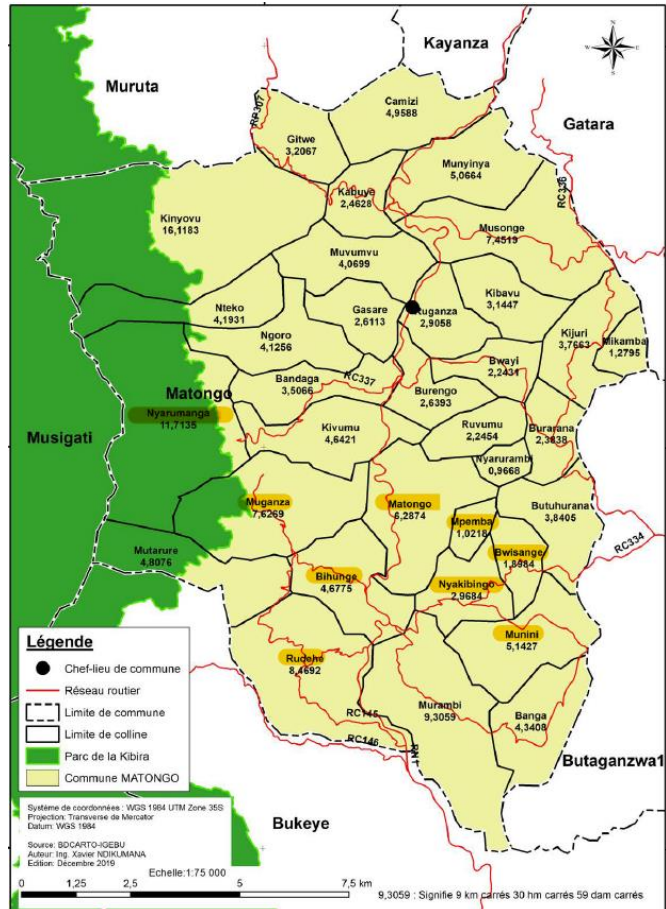 Kayanza
Muruta
Gatara
RP307
Camizi
4,9588
Gitwe
3,2067
Munyinya
5,0664
RC336
Kabuye
2,4628
Kinyovu
16,1183
Musonge
7,4519
Muvumvu
4,0699
Kibavu
3,1447
Nteko
4,1931
Gasare
2,6113
Ruganza
2,9058
Ngoro
4,1256
Kijuri
3,7663
Mikamba
1,2795
Bwayi
2,2431
Bandaga
3,5066
RC337
Burengo
2,6393
Matongo
Nyarumanga
11,7135
Musigati
Kivumu
4,6421
Ruvumu
2,2454
Burarana
2,3838
Nyarurambi
0,9668
Muganza
7,6269
Matongo
6,2874
Mpemba
1,0218
Butuhurana
3,8405
RC334
Bwisange
1,8984
Mutarure
4,8076
Bihunge
4,6775
Nyakibingo
2,9684
Munini
5,1427
Rudehe
8,4692
Murambi
9,3059
Banga
4,3408
RC145
RC146
RN1
Butaganzwa1
Bukeye
Légende
Chef-lieu de commune
Réseau routier
Limite de commune
Limite de colline
Parc de la Kibira
Commune MATONGO
Système de coordonnées : WGS 1984 UTM Zone 35S
Projection: Transverse de Mercator
Datum: WGS 1984
Source: BDCARTO-IGEBU
Auteur: Ing. Xavier NDIKUMANA
Edition: Décembre 2019
Echelle:1:75 000
0 1,25 2,5 5 7,5 km
9,3059 : Signifie 9 km carrés 30 hm carrés 59 dam carrés
N
W E
S